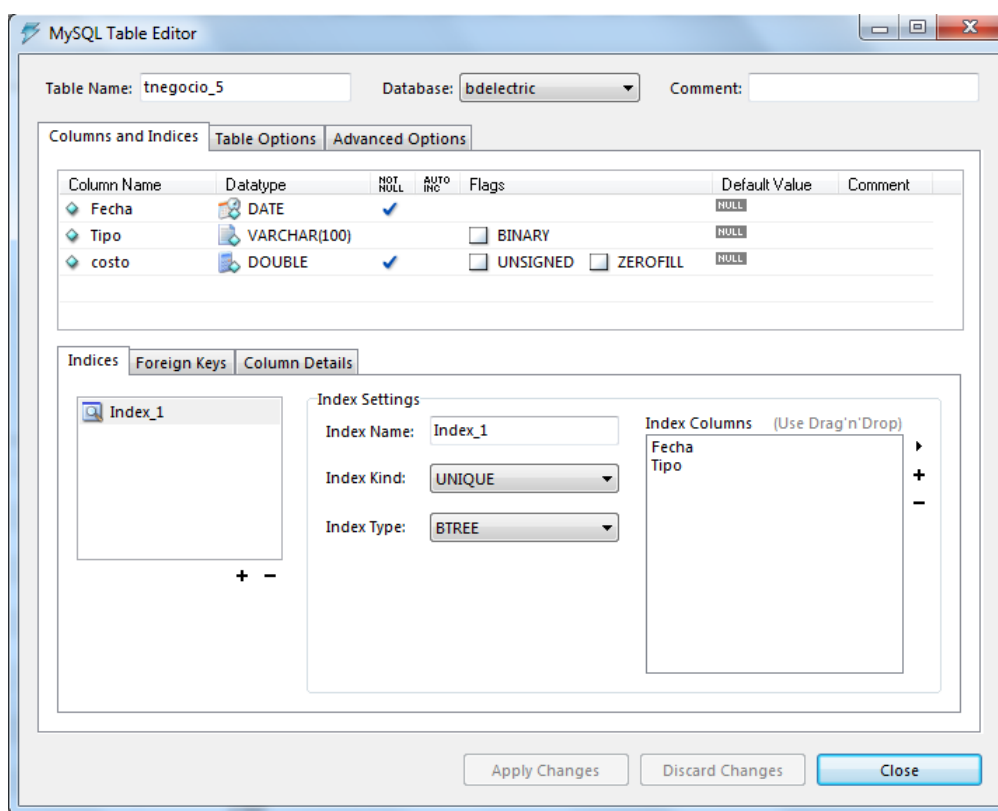 MySQL Table Editor
Table Name: tnegocio_5 Database: bdelectric Comment:
Columns and Indices Table Options Advanced Options
Column Name Datatype NOT NULL AUTO INC Flags Default Value Comment
Fecha DATE NULL
Tipo VARCHAR(100) BINARY NULL
costo DOUBLE UNSIGNED ZEROFILL NULL
Indices Foreign Keys Column Details
Index_1
Index Settings
Index Name: Index_1
Index Kind: UNIQUE
Index Type: BTREE
Index Columns (Use Drag'n'Drop)
Fecha
Tipo
Apply Changes Discard Changes Close